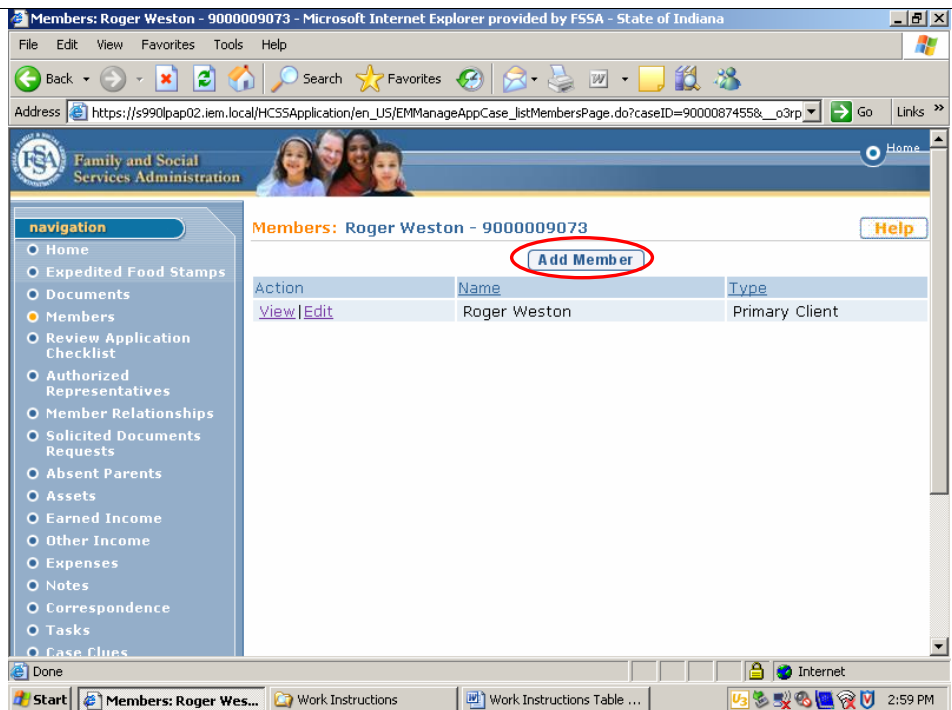 Members: Roger Weston - 9000009073 - Microsoft Internet Explorer provided by FSSA - State of Indiana
File Edit View Favorites Tools Help
Back Search Favorites
Address https://s990lpap02.iem.local/HCSSApplication/en_US/EMManageAppCase_listMembersPage.do?caseID=9000087455&__o3rp Go Links »
FSSA Family and Social
Services Administration
Home
navigation
Home
Expedited Food Stamps
Documents
Members
Review Application
Checklist
Authorized
Representatives
Member Relationships
Solicited Documents
Requests
Absent Parents
Assets
Earned Income
Other Income
Expenses
Notes
Correspondence
Tasks
Case Clues
Members: Roger Weston - 9000009073 Help
Add Member
Action Name Type
View|Edit Roger Weston Primary Client
Done Internet
Start Members: Roger Wes... Work Instructions Work Instructions Table ... 2:59 PM